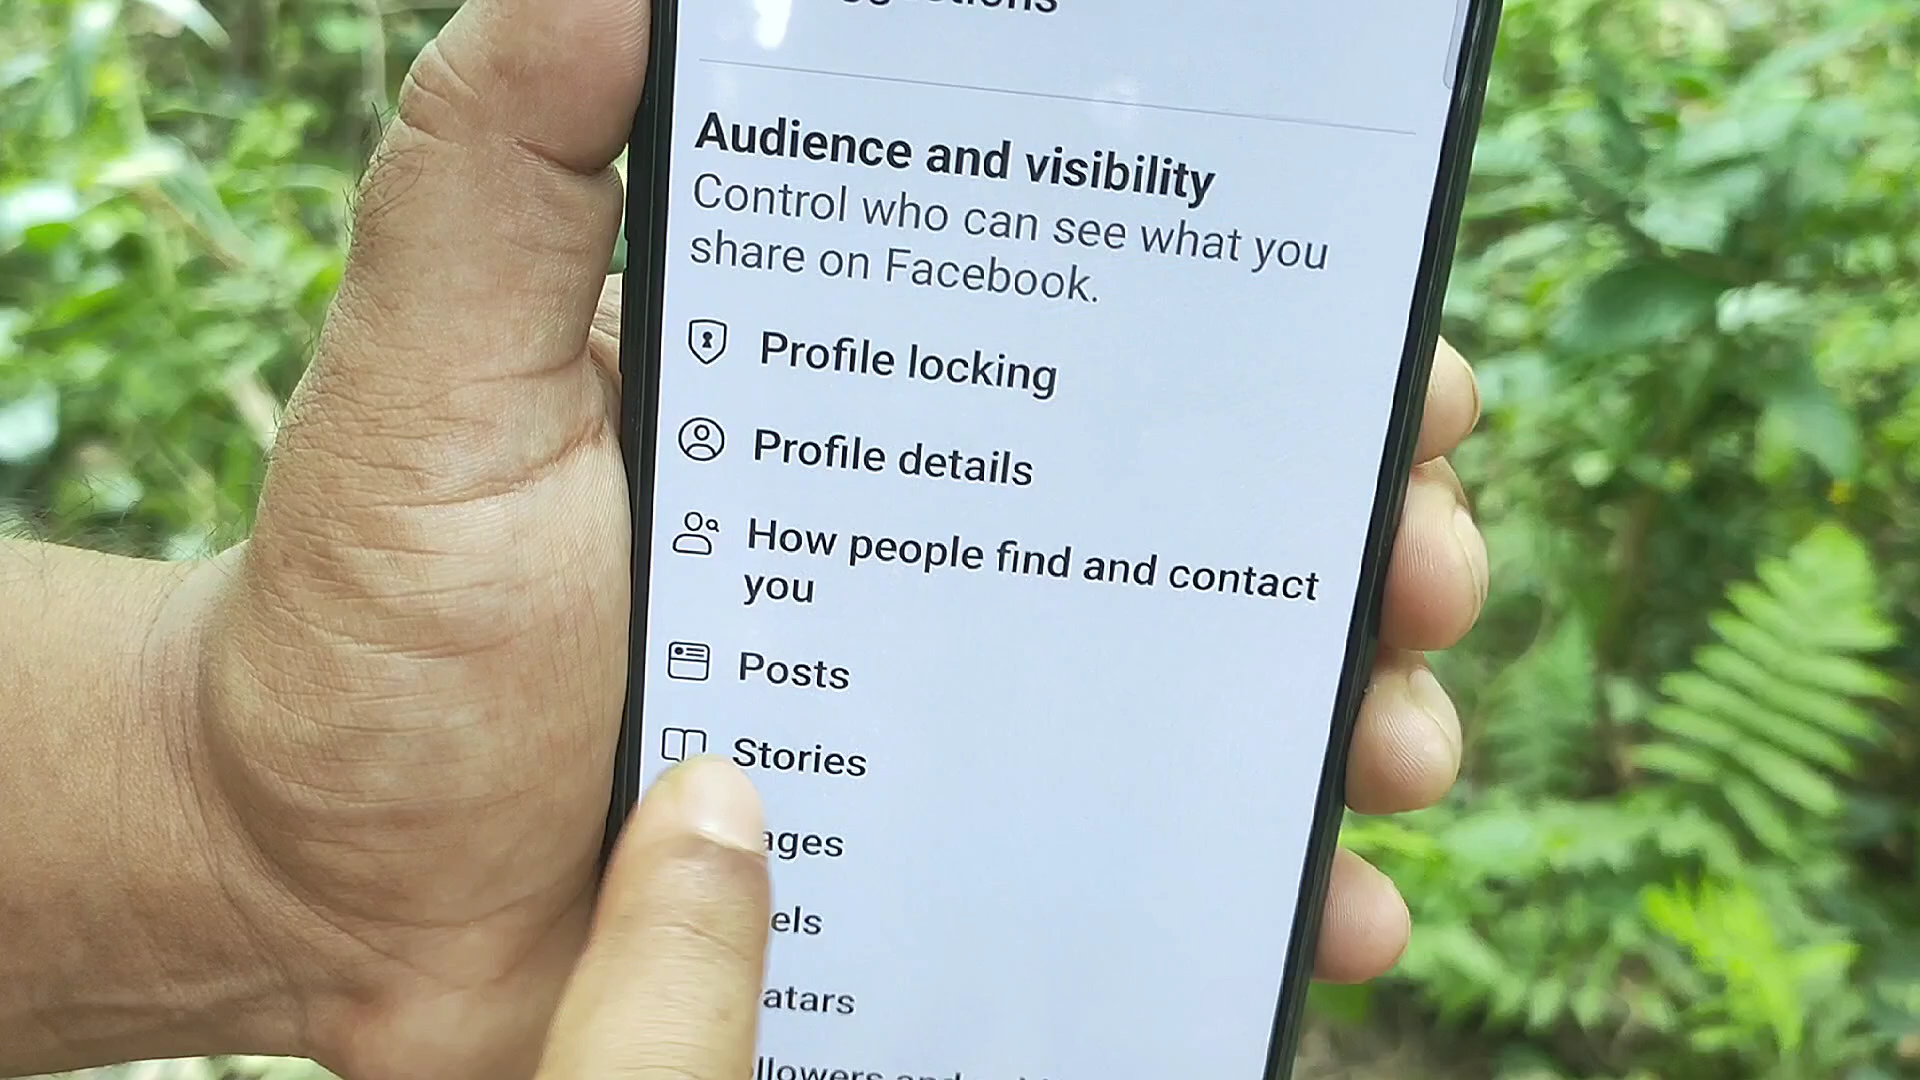 Audience and visibility
Control who can see what you
share on Facebook.
Profile locking
Profile details
How people find and contact
you
Posts
Stories